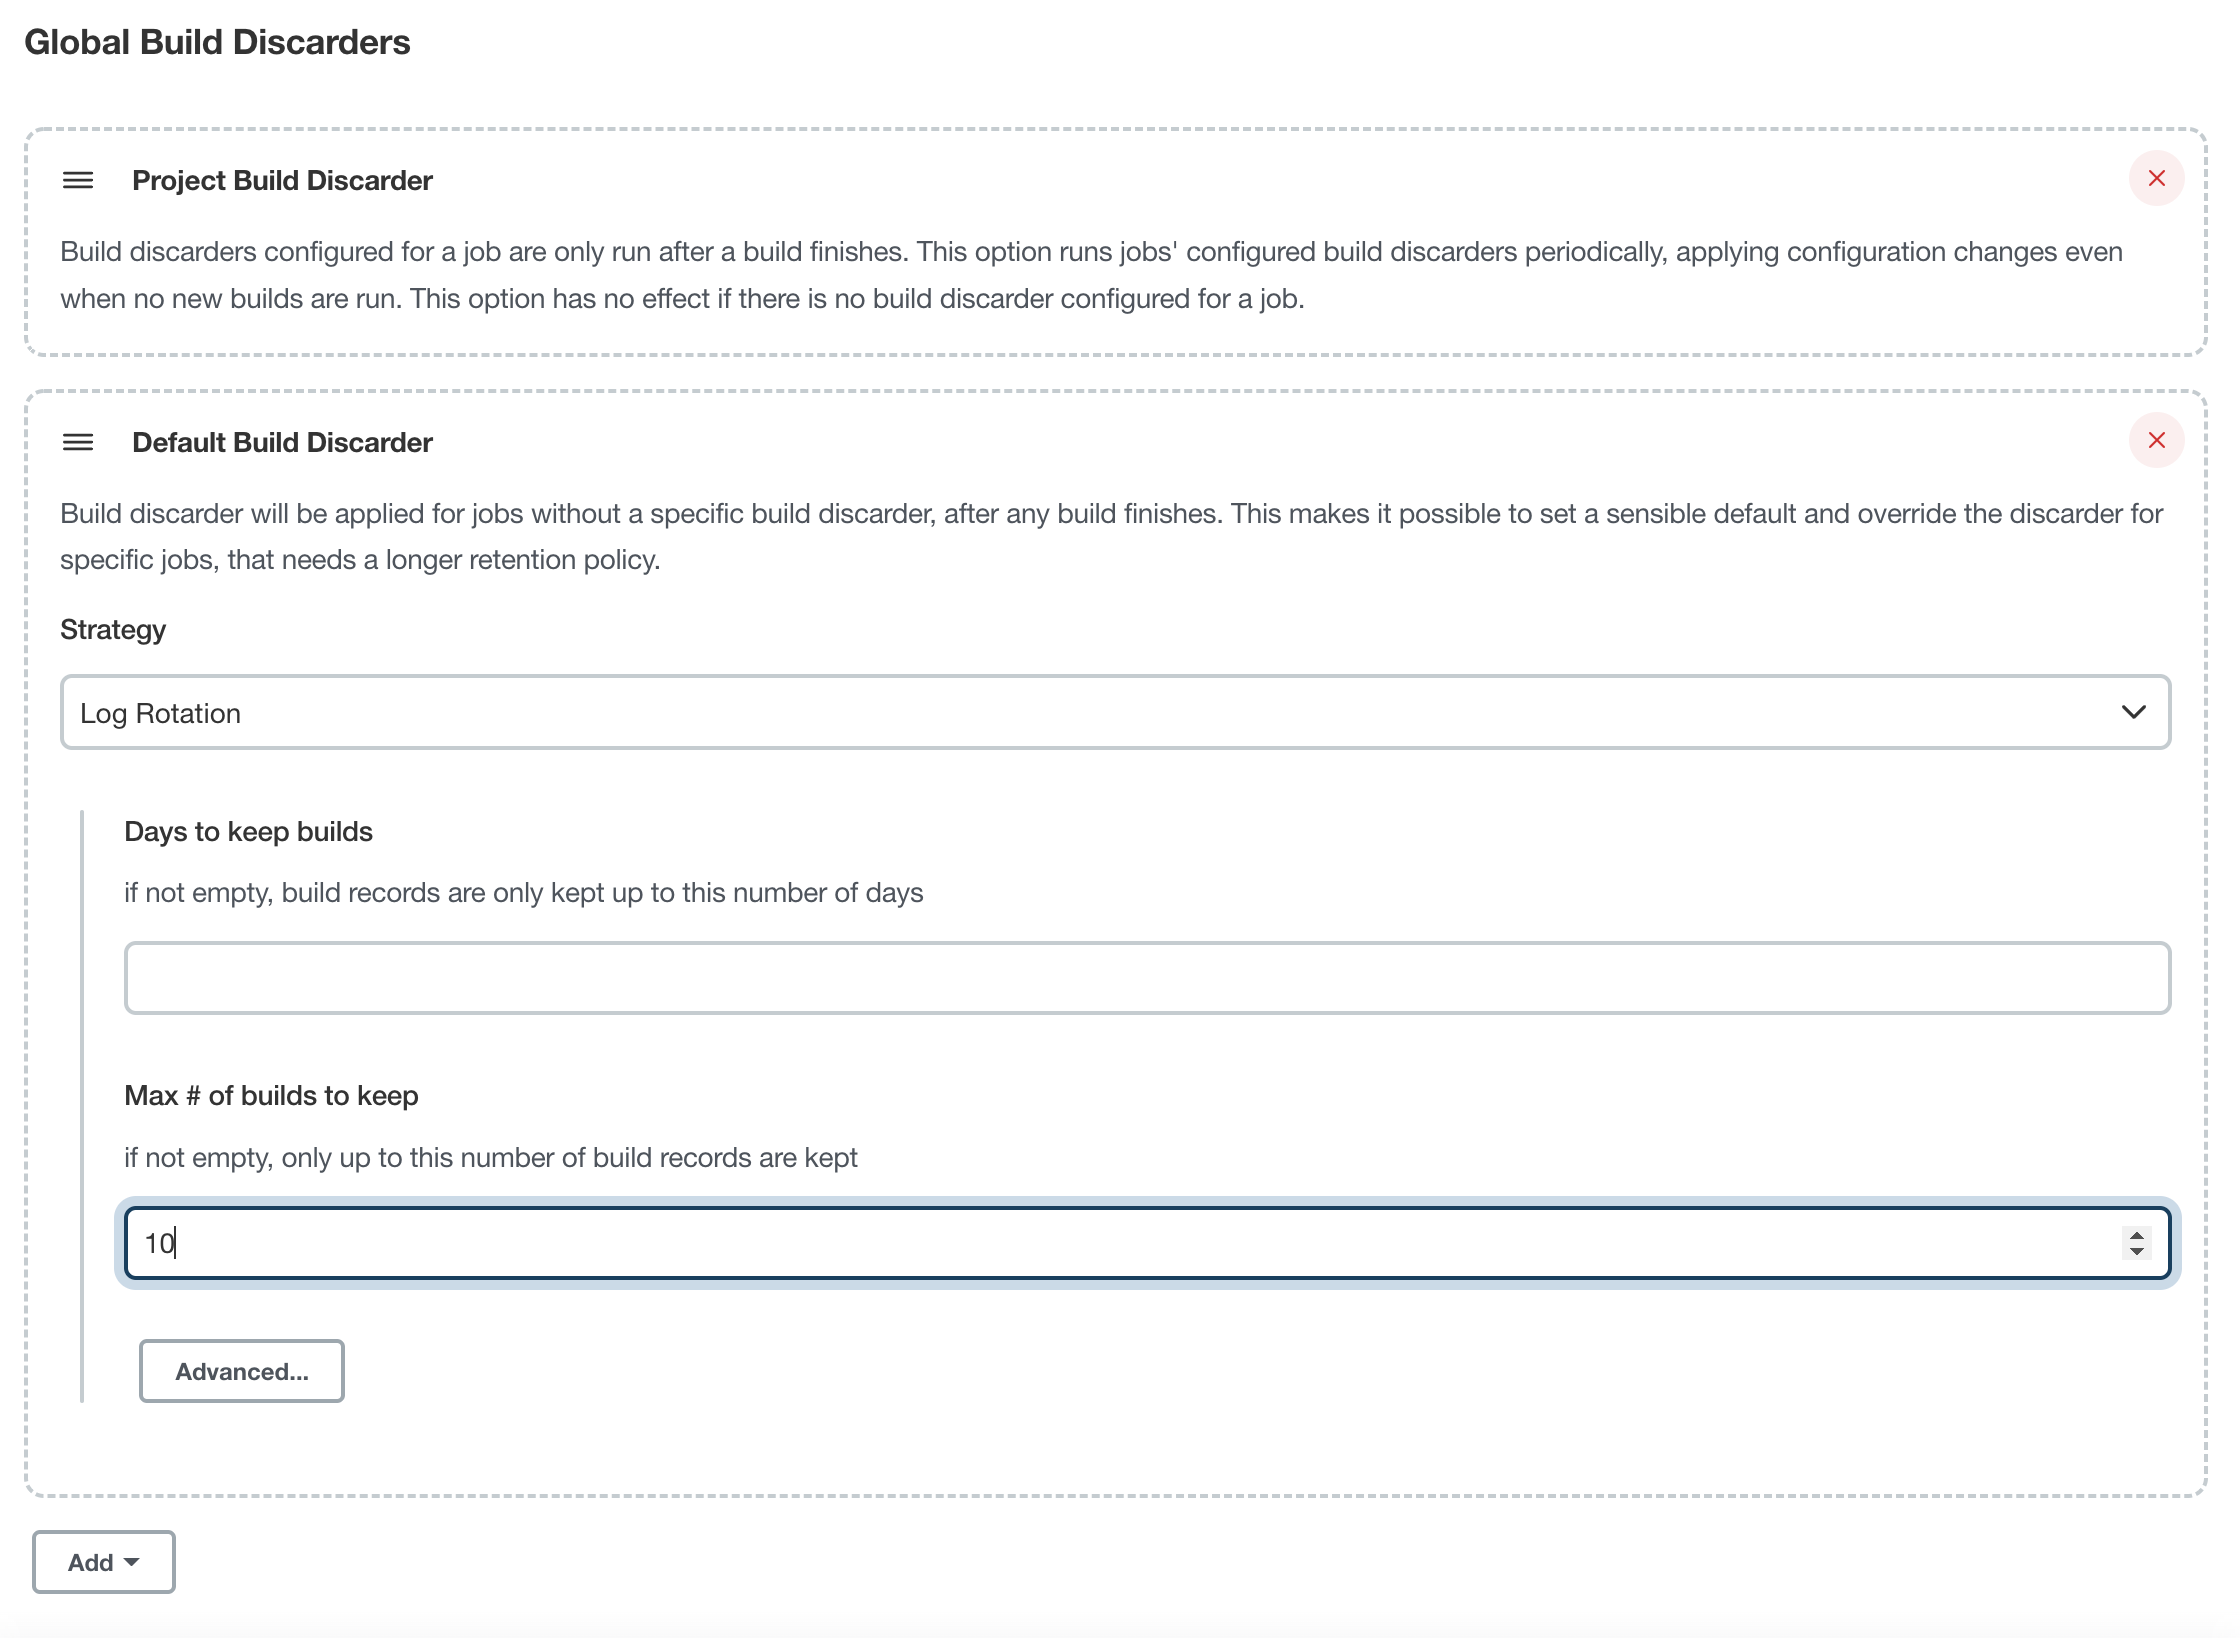 Global Build Discarders
Project Build Discarder
Build discarders configured for a job are only run after a build finishes. This option runs jobs' configured build discarders periodically, applying configuration changes even
when no new builds are run. This option has no effect if there is no build discarder configured for a job.
Default Build Discarder
Build discarder will be applied for jobs without a specific build discarder, after any build finishes. This makes it possible to set a sensible default and override the discarder for
specific jobs, that needs a longer retention policy.
Strategy
Log Rotation
Days to keep builds
if not empty, build records are only kept up to this number of days
Max # of builds to keep
if not empty, only up to this number of build records are kept
10
Advanced...
Add